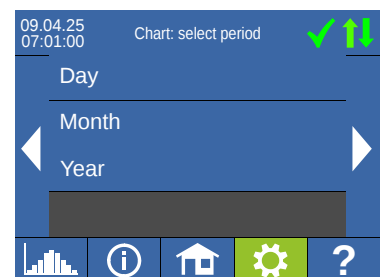 09.04.25
07:01:00
Chart: select period
Day
Month
Year
?